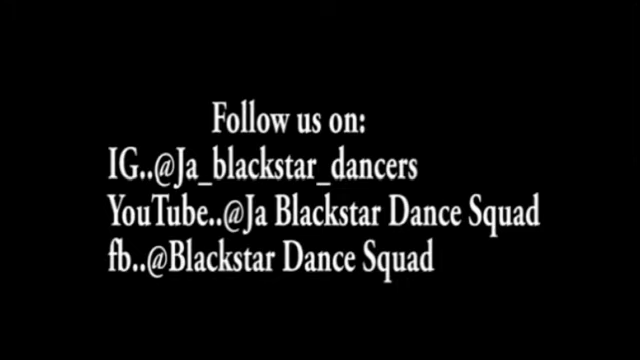 Follow us on:
IG..@Ja_blackstar_dancers
YouTube..@Ja Blackstar Dance Squad
fb..@Blackstar Dance Squad